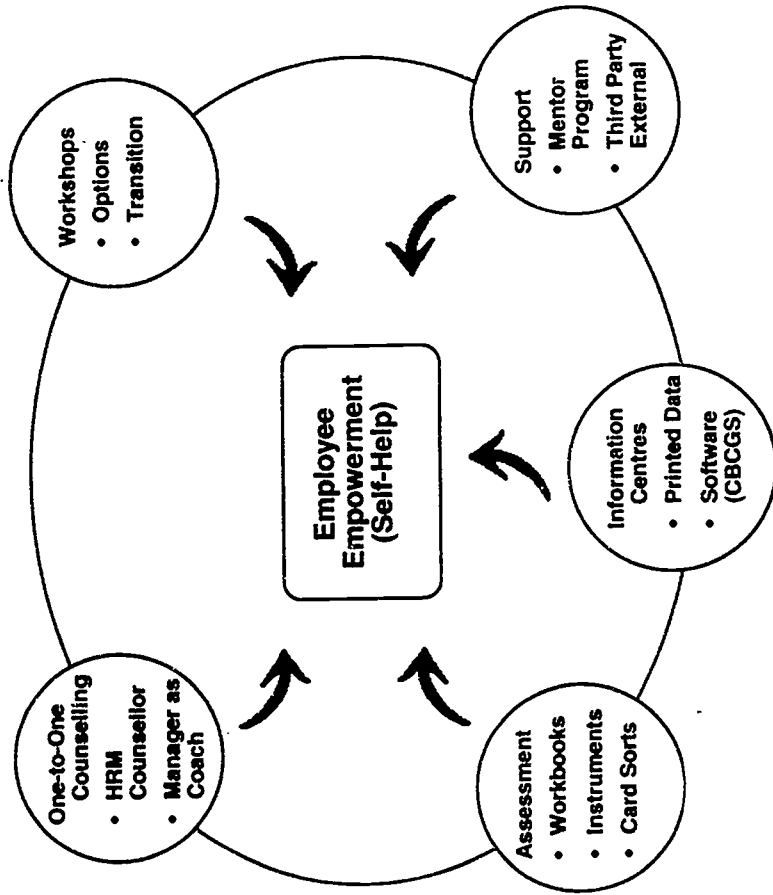 One-to-One
Counselling
• HRM
Counsellor
• Manager as
Coach
Workshops
• Options
• Transition
Employee
Empowerment
(Self-Help)
Assessment
• Workbooks
• Instruments
• Card Sorts
Information
Centres
• Printed Data
• Software
(CBCGS)
Support
• Mentor
Program
• Third Party
External